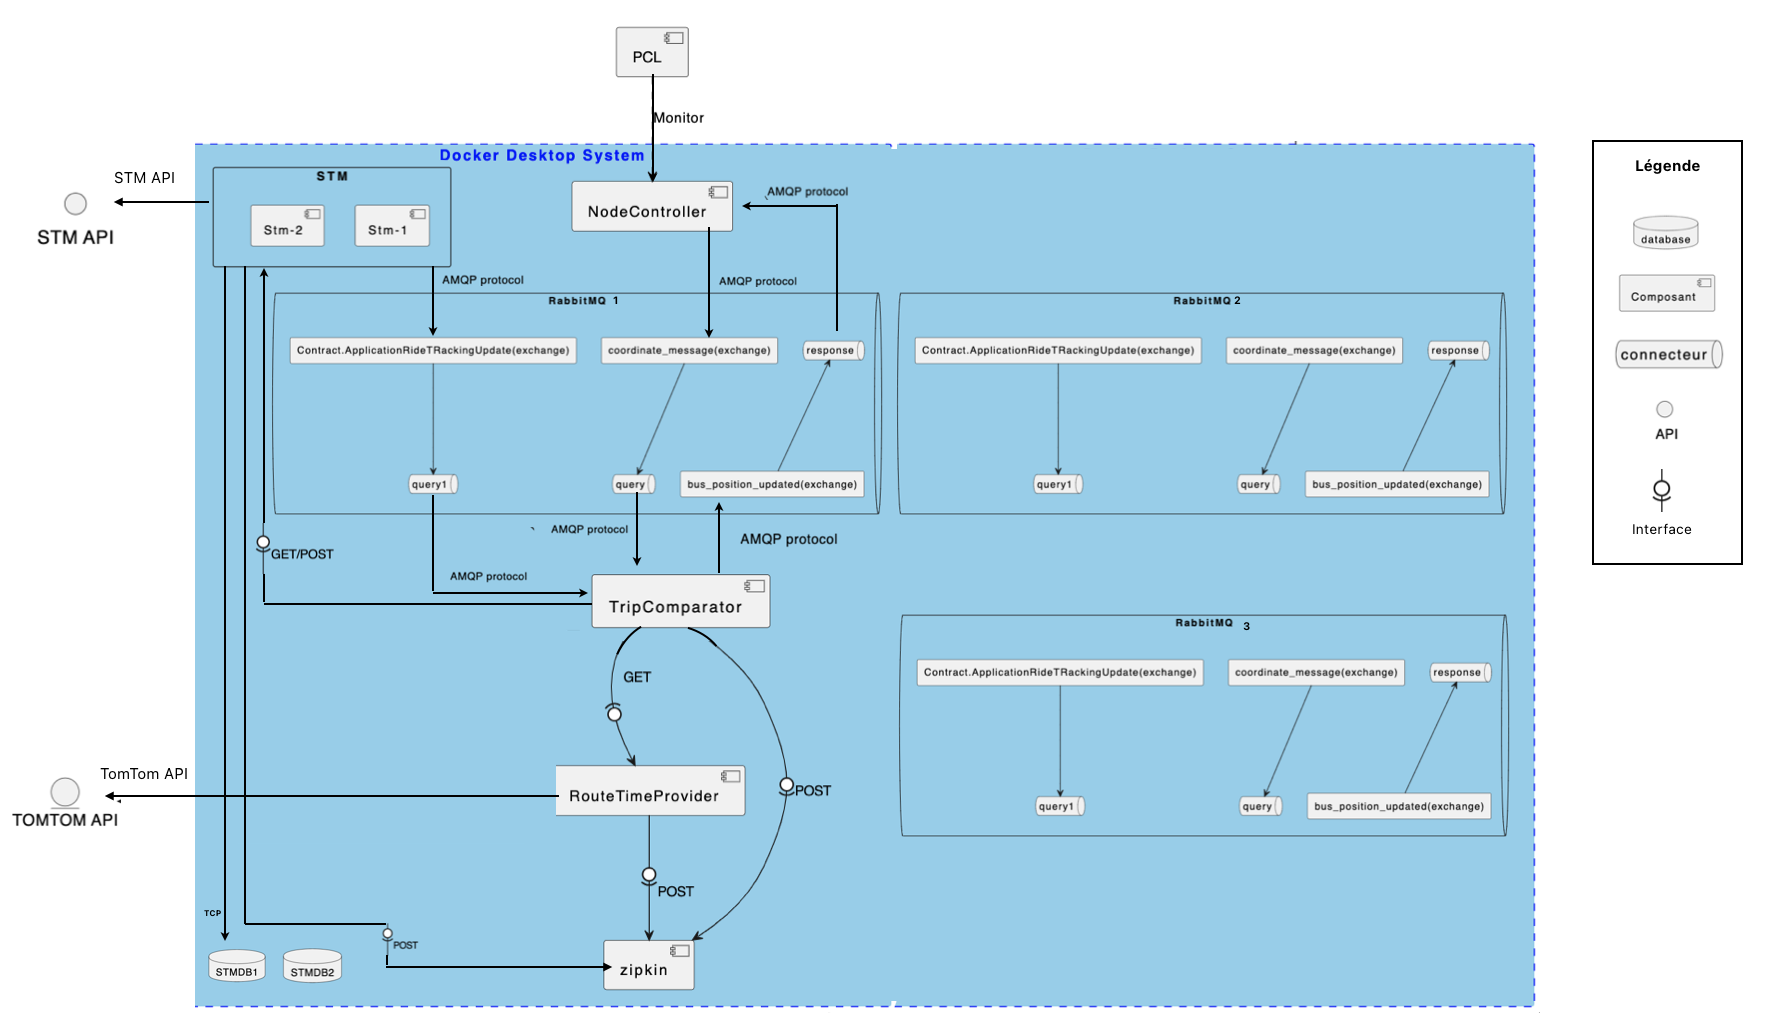 PCL
Monitor
Docker Desktop System
STM API
STM API
STM
Stm-2
Stm-1
NodeController
AMQP protocol
AMQP protocol
AMQP protocol
RabbitMQ 1
Contract.ApplicationRideTRackingUpdate(exchange)
coordinate_message(exchange)
response
query1
query
bus_position_updated(exchange)
RabbitMQ 2
Contract.ApplicationRideTRackingUpdate(exchange)
coordinate_message(exchange)
response
query1
query
bus_position_updated(exchange)
AMQP protocol
AMQP protocol
GET/POST
AMQP protocol
TripComparator
RabbitMQ 3
Contract.ApplicationRideTRackingUpdate(exchange)
coordinate_message(exchange)
response
query1
query
bus_position_updated(exchange)
GET
TomTom API
TOMTOM API
RouteTimeProvider
POST
POST
TCP
POST
STMDB1
STMDB2
zipkin
Légende
database
Composant
connecteur
API
Interface